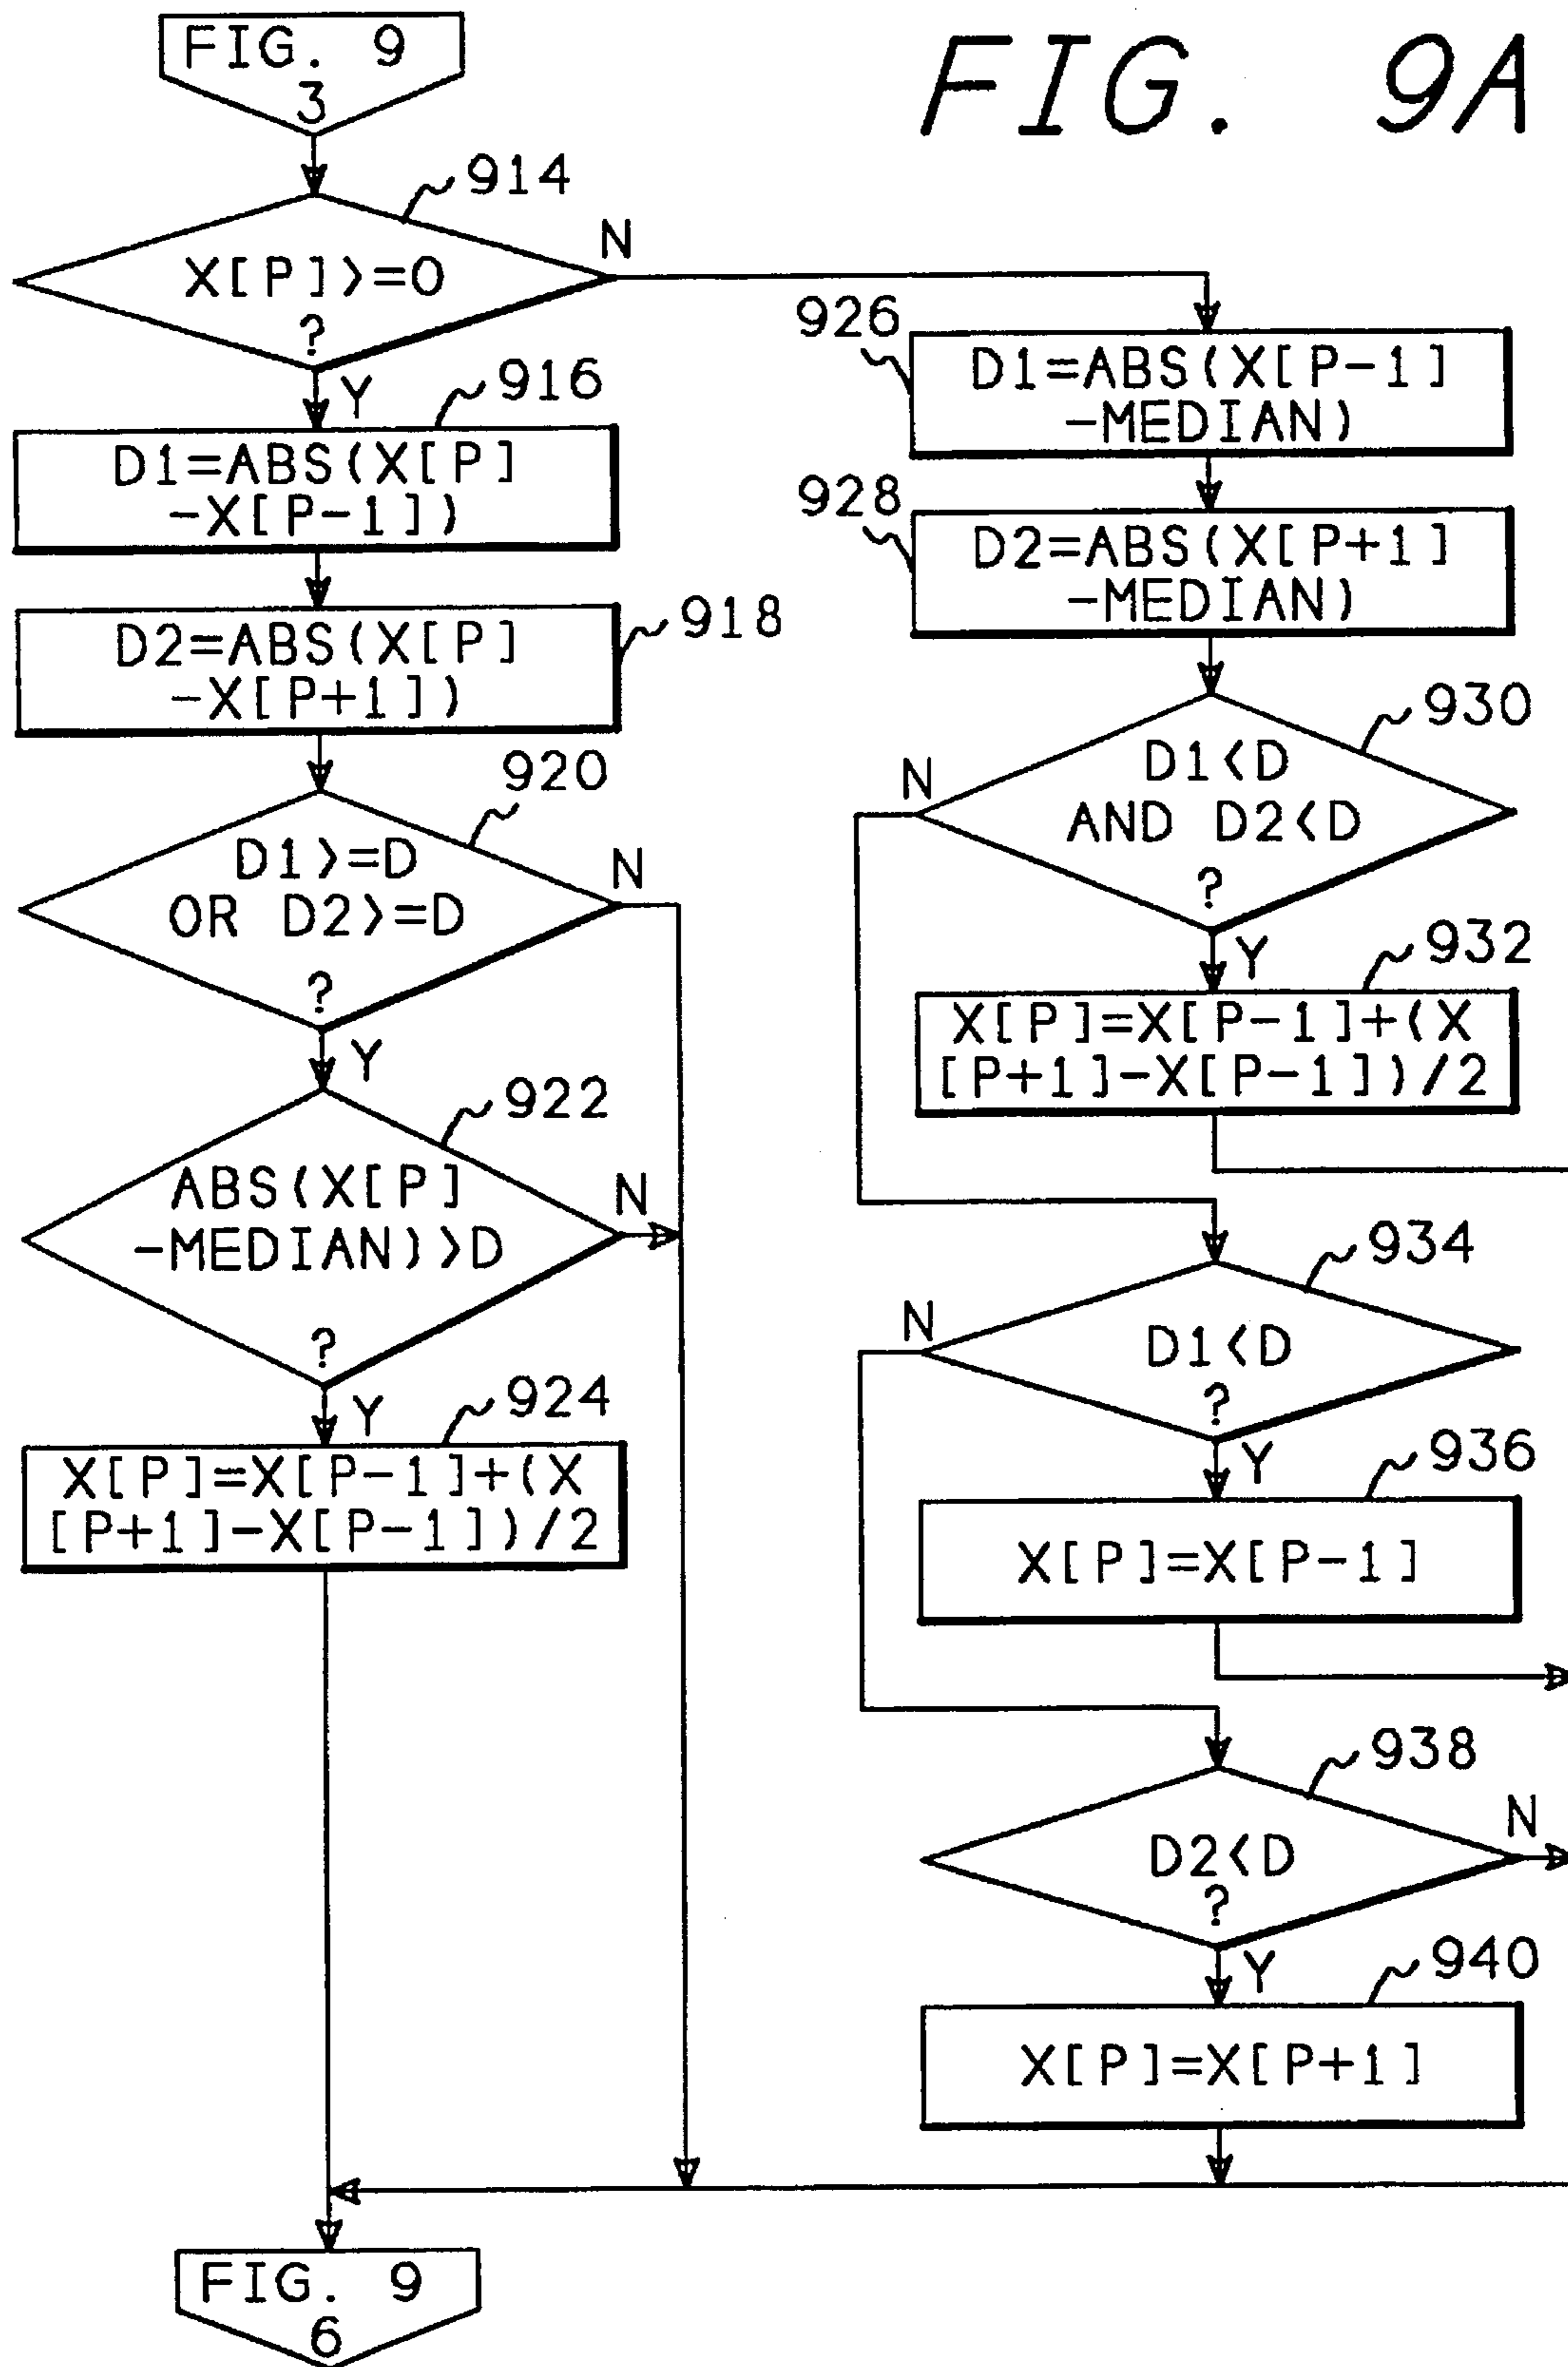 FIG. 9A
FIG. 9
3
914
X[P]>=0
?
N
Y
916
D1=ABS(X[P]
-X[P-1])
D2=ABS(X[P]
-X[P+1])
918
920
D1>=D
OR D2>=D
?
N
Y
922
ABS(X[P]
-MEDIAN)>D
?
N
Y
924
X[P]=X[P-1]+(X
[P+1]-X[P-1])/2
926
D1=ABS(X[P-1]
-MEDIAN)
928
D2=ABS(X[P+1]
-MEDIAN)
930
D1<D
AND D2<D
?
N
Y
932
X[P]=X[P-1]+(X
[P+1]-X[P-1])/2
934
D1<D
?
N
Y
936
X[P]=X[P-1]
938
D2<D
?
N
Y
940
X[P]=X[P+1]
FIG. 9
6